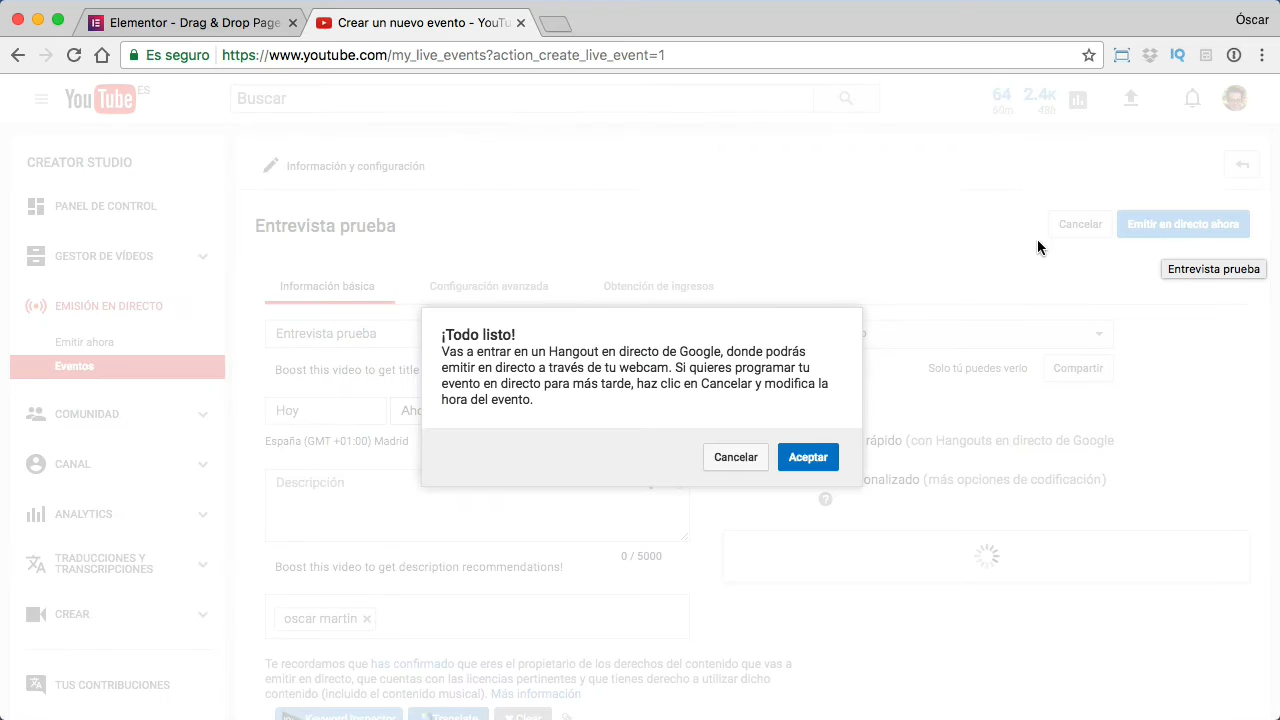 Elementor - Drag & Drop Page
Crear un nuevo evento - YouTu
Óscar
Es seguro
https://www.youtube.com/my_live_events?action_create_live_event=1
YouTube ES
Buscar
64
60m
2.4K
48h
CREATOR STUDIO
PANEL DE CONTROL
GESTOR DE VÍDEOS
EMISIÓN EN DIRECTO
Emitir ahora
Eventos
COMUNIDAD
CANAL
ANALYTICS
TRADUCCIONES Y
TRANSCRIPCIONES
CREAR
TUS CONTRIBUCIONES
Información y configuración
Entrevista prueba
Cancelar
Emitir en directo ahora
Entrevista prueba
Información básica
Configuración avanzada
Obtención de ingresos
Entrevista prueba
Boost this video to get title
Solo tú puedes verlo
Compartir
Hoy
España (GMT +01:00) Madrid
rápido (con Hangouts en directo de Google
(más opciones de codificación)
Descripción
0 / 5000
Boost this video to get description recommendations!
oscar martin
Te recordamos que has confirmado que eres el propietario de los derechos del contenido que vas a
emitir en directo, que cuentas con las licencias pertinentes y que tienes derecho a utilizar dicho
contenido (incluido el contenido musical). Más información
Keyword Inspector
Translate
Clear
¡Todo listo!
Vas a entrar en un Hangout en directo de Google, donde podrás
emitir en directo a través de tu webcam. Si quieres programar tu
evento en directo para más tarde, haz clic en Cancelar y modifica la
hora del evento.
Cancelar
Aceptar